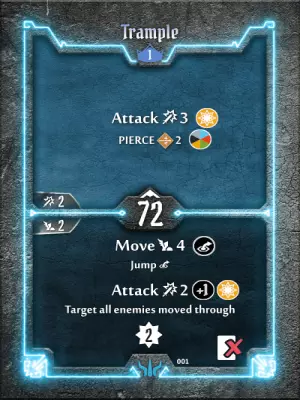 Trample
1
Attack 3
PIERCE 2
2
72
2
Move 4
Jump
Attack 2 +1
Target all enemies moved through
2
001